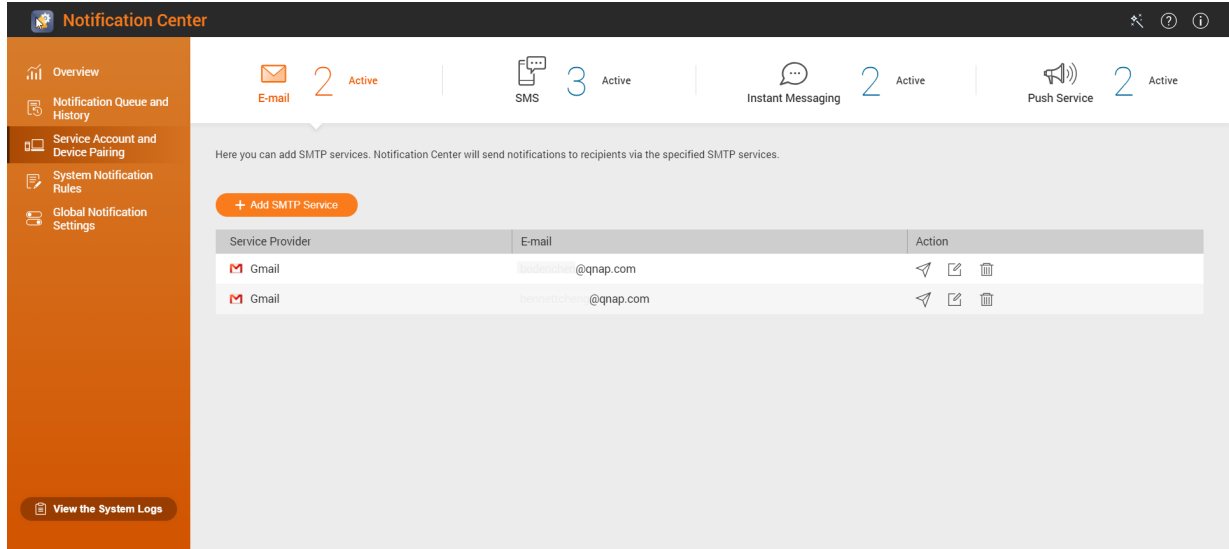 Notification Center
Overview
Notification Queue and
History
Service Account and
Device Pairing
System Notification
Rules
Global Notification
Settings
View the System Logs
E-mail
2
Active
SMS
3
Active
Instant Messaging
2
Active
Push Service
2
Active
Here you can add SMTP services. Notification Center will send notifications to recipients via the specified SMTP services.
+ Add SMTP Service
Service Provider E-mail Action
Gmail @qnap.com
Gmail @qnap.com